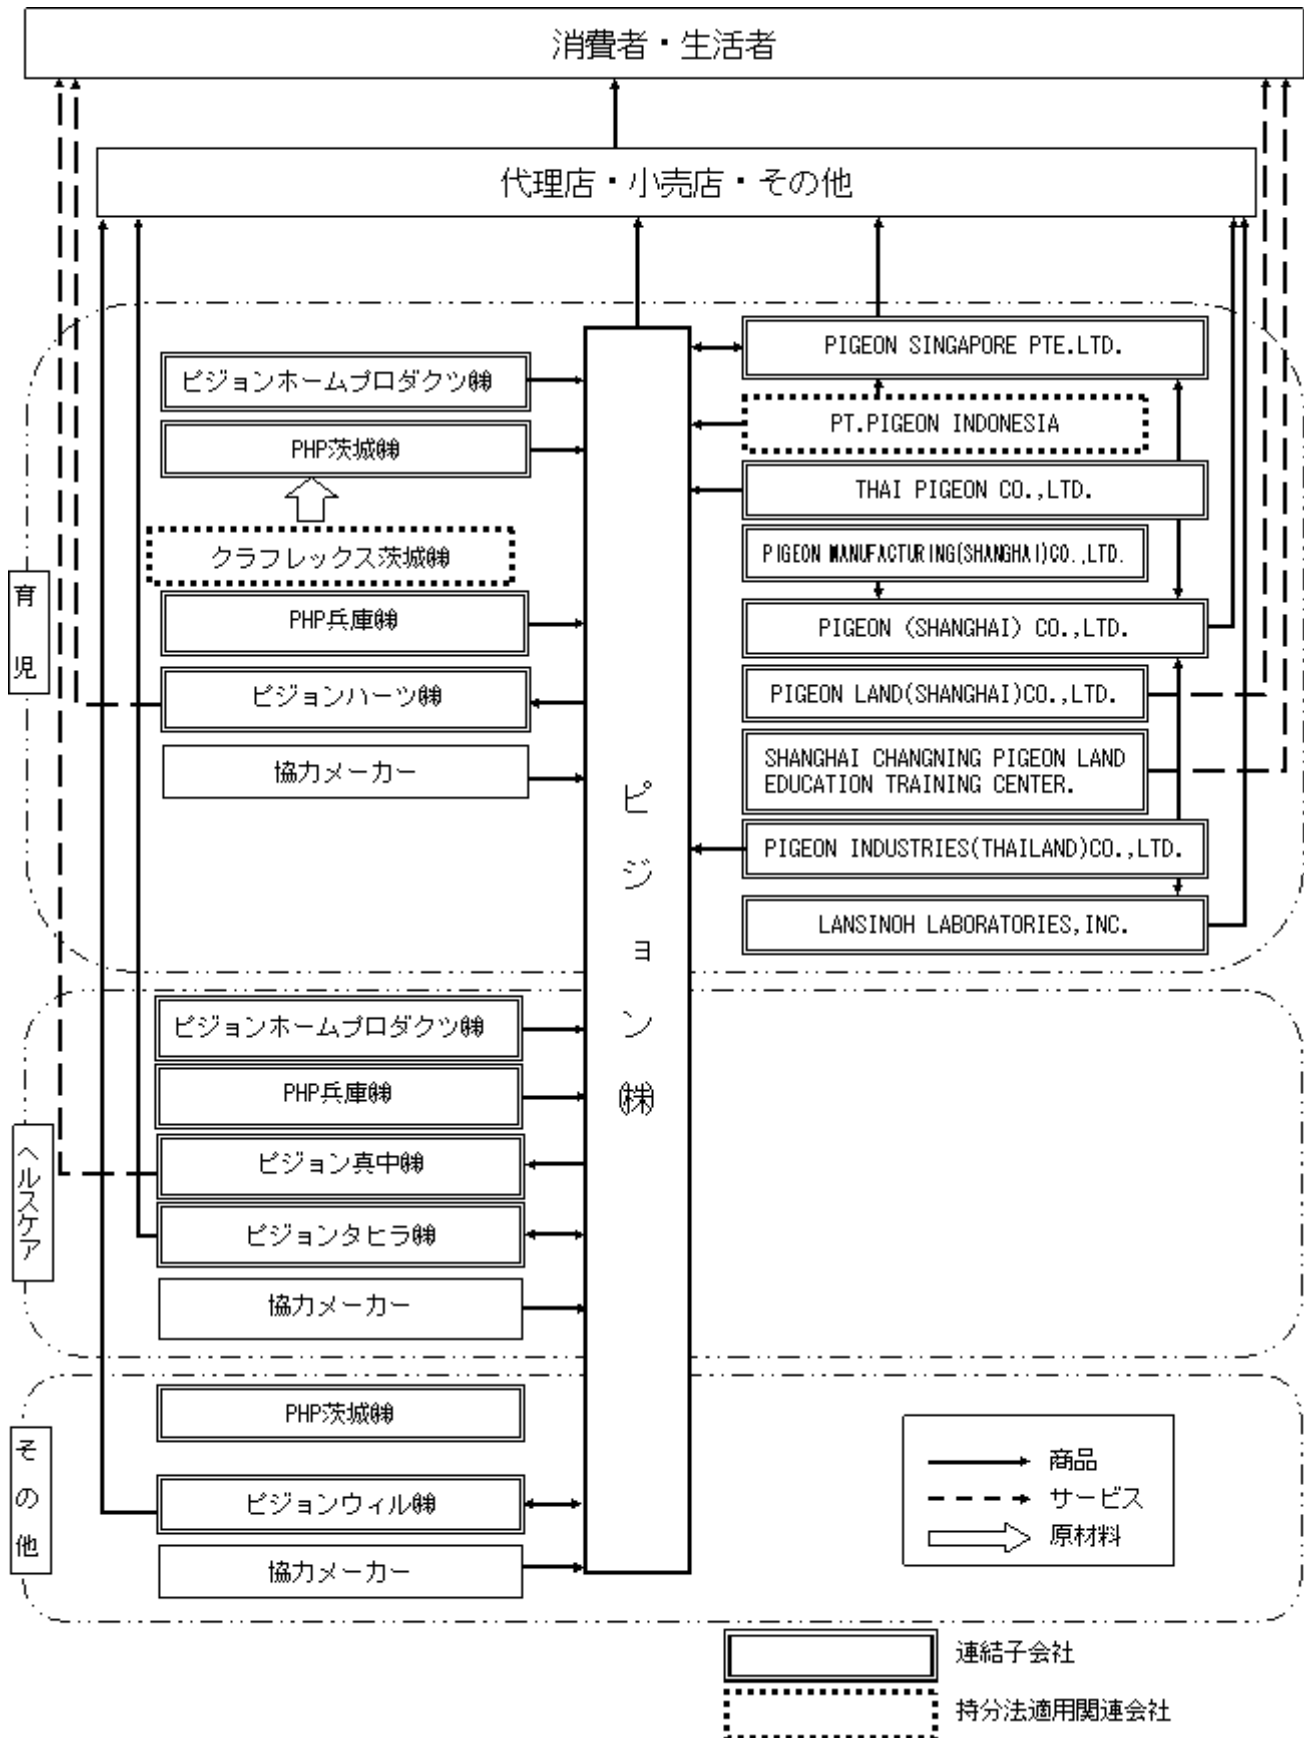 消費者・生活者
代理店・小売店・その他
育児
ピジョンホームプロダクツ㈱
PHP茨城㈱
クラフレックス茨城㈱
PHP兵庫㈱
ピジョンハーツ㈱
協力メーカー
ピジョン㈱
PIGEON SINGAPORE PTE.LTD.
PT.PIGEON INDONESIA
THAI PIGEON CO.,LTD.
PIGEON MANUFACTURING(SHANGHAI)CO.,LTD.
PIGEON (SHANGHAI) CO.,LTD.
PIGEON LAND(SHANGHAI)CO.,LTD.
SHANGHAI CHANGNING PIGEON LAND
EDUCATION TRAINING CENTER.
PIGEON INDUSTRIES(THAILAND)CO.,LTD.
LANSINOH LABORATORIES,INC.
ヘルスケア
ピジョンホームプロダクツ㈱
PHP兵庫㈱
ピジョン真中㈱
ピジョンタヒラ㈱
協力メーカー
その他
PHP茨城㈱
ピジョンウィル㈱
協力メーカー
商品
サービス
原材料
連結子会社
持分法適用関連会社